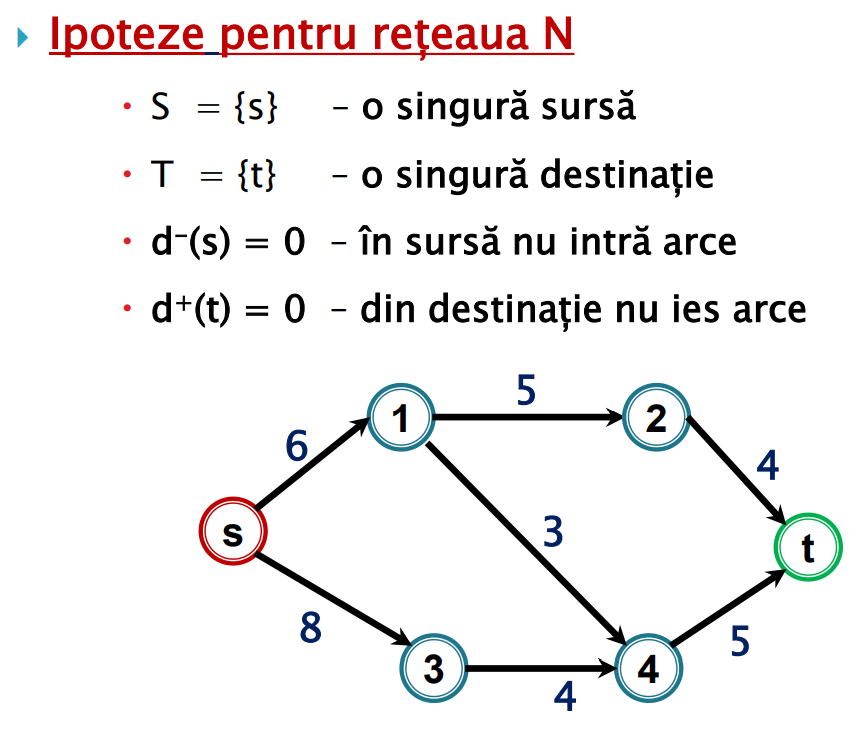 Ipoteze pentru rețeaua N
• S = {s} – o singură sursă
• T = {t} – o singură destinație
• d⁻(s) = 0 – în sursă nu intră arce
• d⁺(t) = 0 – din destinație nu ies arce
5
1
2
6
4
s
3
t
8
5
3
4
4